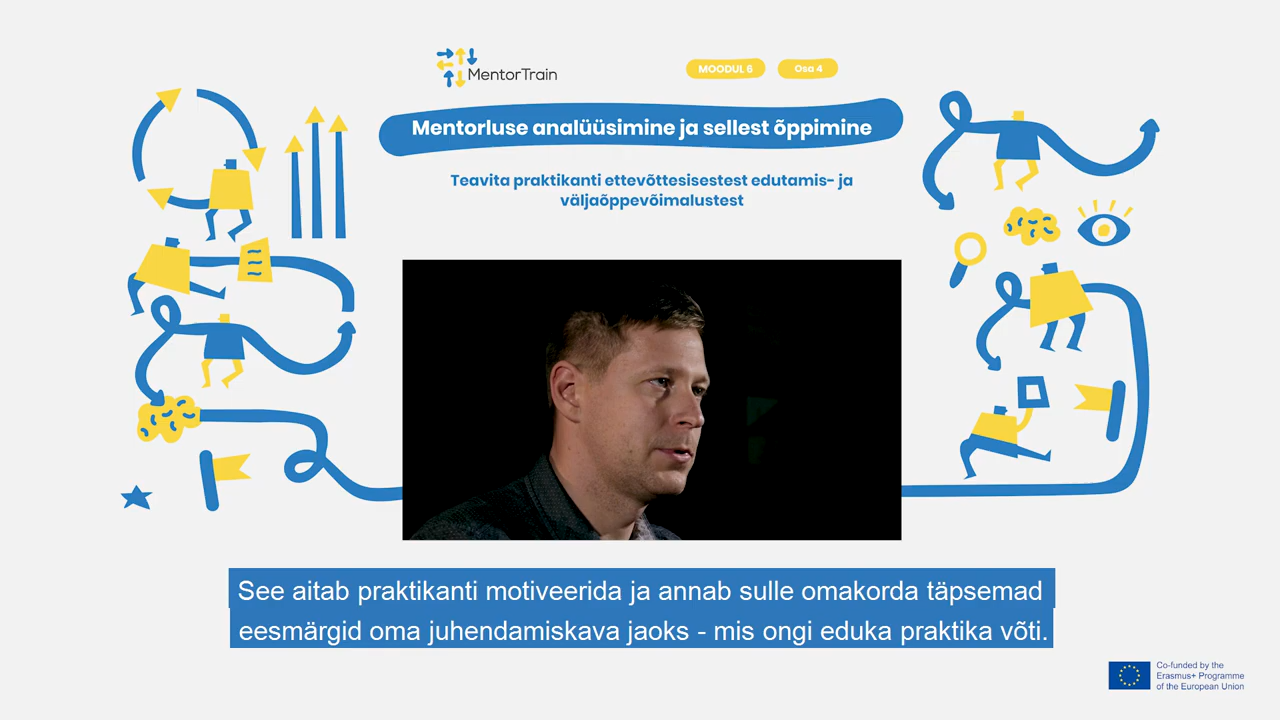 MentorTrain
MOODUL 6
Osa 4
Mentorluse analüüsimine ja sellest õppimine
Teavita praktikanti ettevõttesisestest edutamis- ja
väljaõppevõimalustest
See aitab praktikanti motiveerida ja annab sulle omakorda täpsemad
eesmärgid oma juhendamiskava jaoks - mis ongi eduka praktika võti.
Co-funded by the
Erasmus+ Programme
of the European Union